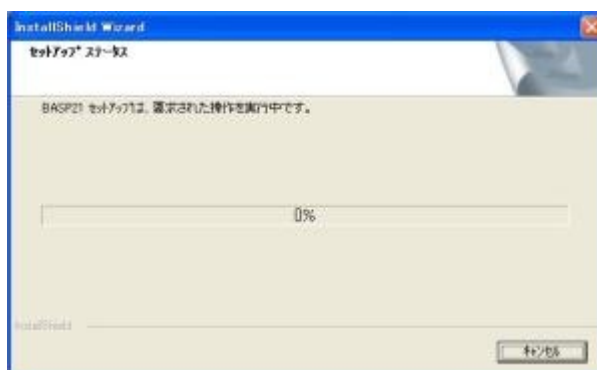 InstallShield Wizard
ｾｯﾄｱｯﾌﾟ ｽﾃｰﾀｽ
BASP21 ｾｯﾄｱｯﾌﾟは、要求された操作を実行中です。
0%
InstallShield
ｷｬﾝｾﾙ